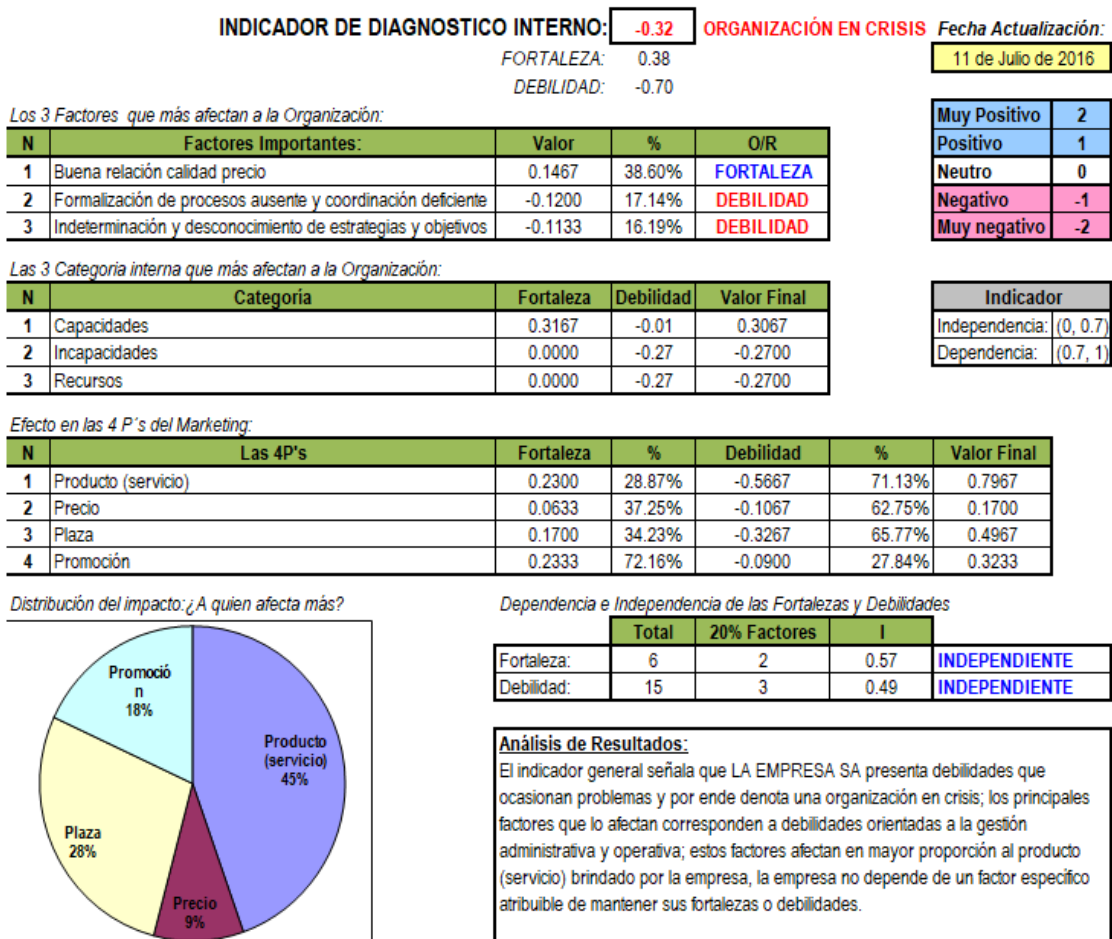 INDICADOR DE DIAGNOSTICO INTERNO: -0.32 ORGANIZACIÓN EN CRISIS Fecha Actualización:
FORTALEZA: 0.38 11 de Julio de 2016
DEBILIDAD: -0.70
Los 3 Factores que más afectan a la Organización:
N Factores Importantes: Valor % O/R
1 Buena relación calidad precio 0.1467 38.60% FORTALEZA
2 Formalización de procesos ausente y coordinación deficiente -0.1200 17.14% DEBILIDAD
3 Indeterminación y desconocimiento de estrategias y objetivos -0.1133 16.19% DEBILIDAD
Muy Positivo 2
Positivo 1
Neutro 0
Negativo -1
Muy negativo -2
Las 3 Categoria interna que más afectan a la Organización:
N Categoría Fortaleza Debilidad Valor Final
1 Capacidades 0.3167 -0.01 0.3067
2 Incapacidades 0.0000 -0.27 -0.2700
3 Recursos 0.0000 -0.27 -0.2700
Indicador
Independencia: (0, 0.7)
Dependencia: (0.7, 1)
Efecto en las 4 P´s del Marketing:
N Las 4P's Fortaleza % Debilidad % Valor Final
1 Producto (servicio) 0.2300 28.87% -0.5667 71.13% 0.7967
2 Precio 0.0633 37.25% -0.1067 62.75% 0.1700
3 Plaza 0.1700 34.23% -0.3267 65.77% 0.4967
4 Promoción 0.2333 72.16% -0.0900 27.84% 0.3233
Distribución del impacto:¿A quien afecta más?
Promoció
n
18%
Producto
(servicio)
45%
Plaza
28%
Precio
9%
Dependencia e Independencia de las Fortalezas y Debilidades
Total 20% Factores I
Fortaleza: 6 2 0.57 INDEPENDIENTE
Debilidad: 15 3 0.49 INDEPENDIENTE
Análisis de Resultados:
El indicador general señala que LA EMPRESA SA presenta debilidades que
ocasionan problemas y por ende denota una organización en crisis; los principales
factores que lo afectan corresponden a debilidades orientadas a la gestión
administrativa y operativa; estos factores afectan en mayor proporción al producto
(servicio) brindado por la empresa, la empresa no depende de un factor específico
atribuible de mantener sus fortalezas o debilidades.